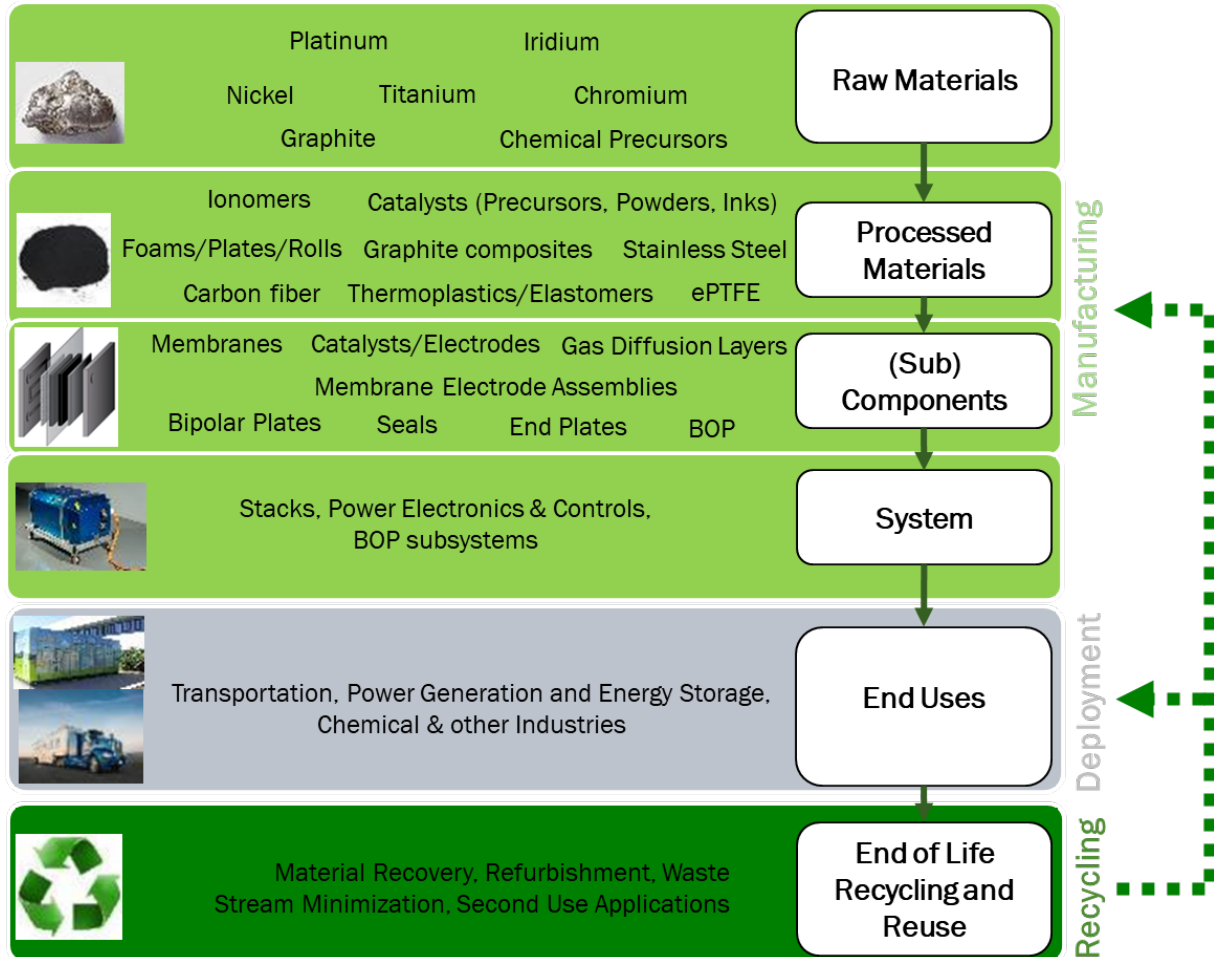 Platinum Iridium
Raw Materials
Nickel Titanium Chromium
Graphite Chemical Precursors
Ionomers Catalysts (Precursors, Powders, Inks)
Foams/Plates/Rolls Graphite composites Stainless Steel
Carbon fiber Thermoplastics/Elastomers ePTFE
Processed
Materials
Membranes Catalysts/Electrodes Gas Diffusion Layers
Membrane Electrode Assemblies
Bipolar Plates Seals End Plates BOP
(Sub)
Components
Manufacturing
Stacks, Power Electronics & Controls,
BOP subsystems
System
Transportation, Power Generation and Energy Storage,
Chemical & other Industries
End Uses
Deployment
Material Recovery, Refurbishment, Waste
Stream Minimization, Second Use Applications
End of Life
Recycling and
Reuse
Recycling